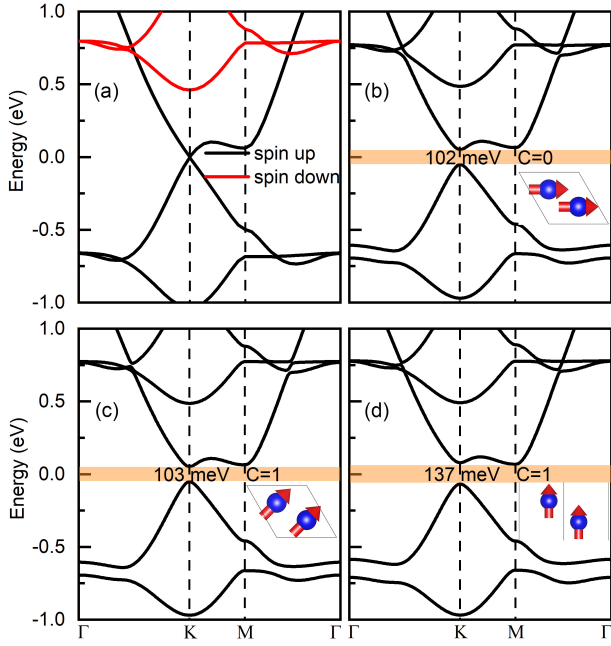 1.0
0.5
0.0
-0.5
-1.0
Energy (eV)
(a)
spin up
spin down
(b)
102 meV C=0
1.0
0.5
0.0
-0.5
-1.0
Energy (eV)
(c)
103 meV C=1
(d)
137 meV C=1
Γ K M Γ
K M Γ